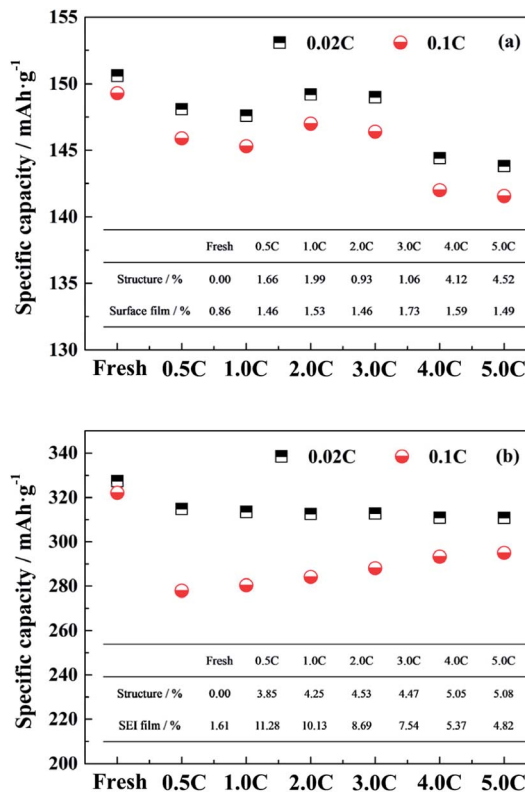 155
150
145
140
135
130
Specific capacity / mAh·g⁻¹
0.02C 0.1C (a)
Fresh 0.5C 1.0C 2.0C 3.0C 4.0C 5.0C
Structure / % 0.00 1.66 1.99 0.93 1.06 4.12 4.52
Surface film / % 0.86 1.46 1.53 1.46 1.73 1.59 1.49
Fresh 0.5C 1.0C 2.0C 3.0C 4.0C 5.0C
340
320
300
280
260
240
220
200
Specific capacity / mAh·g⁻¹
0.02C 0.1C (b)
Fresh 0.5C 1.0C 2.0C 3.0C 4.0C 5.0C
Structure / % 0.00 3.85 4.25 4.53 4.47 5.05 5.08
SEI film / % 1.61 11.28 10.13 8.69 7.54 5.37 4.82
Fresh 0.5C 1.0C 2.0C 3.0C 4.0C 5.0C